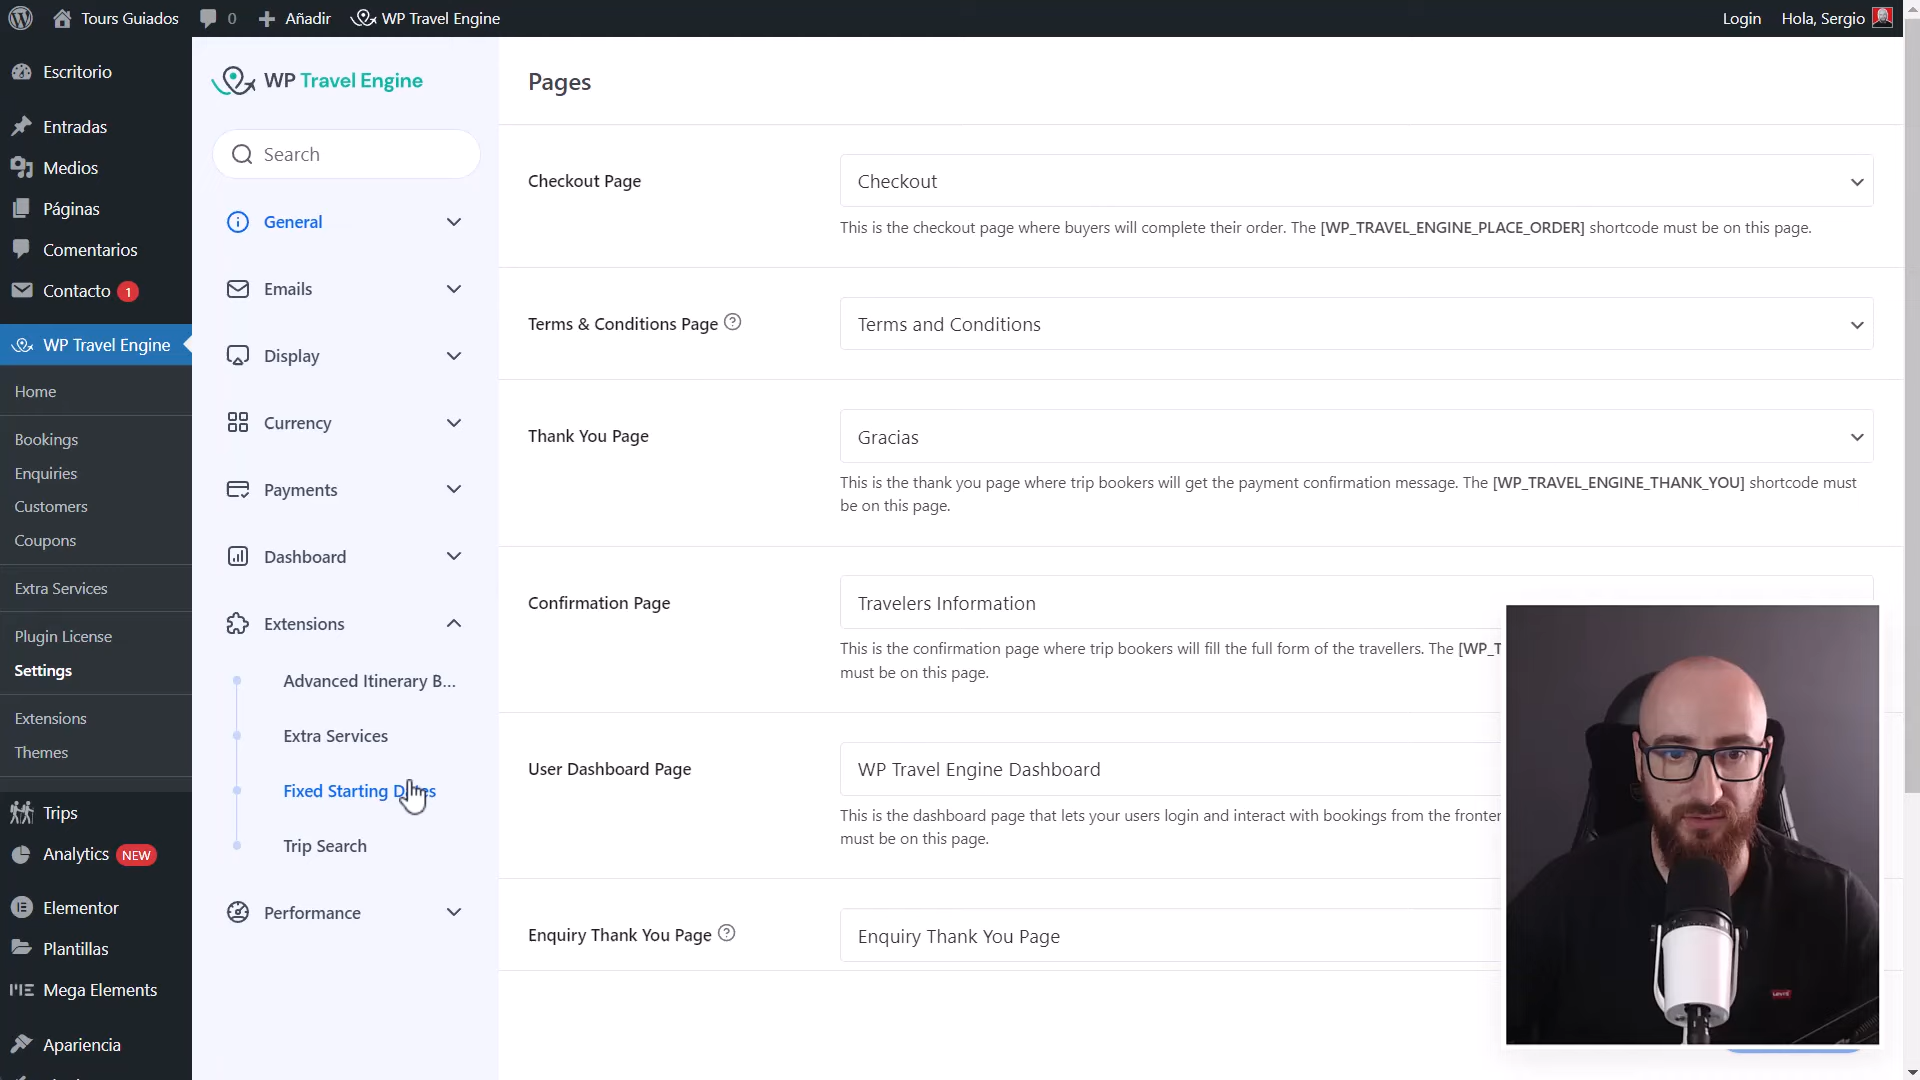 Tours Guiados
0
Añadir
WP Travel Engine
Login
Hola, Sergio
Escritorio
Entradas
Medios
Páginas
Comentarios
Contacto 1
WP Travel Engine
Home
Bookings
Enquiries
Customers
Coupons
Extra Services
Plugin License
Settings
Extensions
Themes
Trips
Analytics NEW
Elementor
Plantillas
Mega Elements
Apariencia
WP Travel Engine
Search
General
Emails
Display
Currency
Payments
Dashboard
Extensions
Advanced Itinerary B...
Extra Services
Fixed Starting
Trip Search
Performance
Pages
Checkout Page
Checkout
This is the checkout page where buyers will complete their order. The [WP_TRAVEL_ENGINE_PLACE_ORDER] shortcode must be on this page.
Terms & Conditions Page ?
Terms and Conditions
Thank You Page
Gracias
This is the thank you page where trip bookers will get the payment confirmation message. The [WP_TRAVEL_ENGINE_THANK_YOU] shortcode must
be on this page.
Confirmation Page
Travelers Information
This is the confirmation page where trip bookers will fill the full form of the travellers. The [WP_T
must be on this page.
User Dashboard Page
WP Travel Engine Dashboard
This is the dashboard page that lets your users login and interact with bookings from the fronter
must be on this page.
Enquiry Thank You Page ?
Enquiry Thank You Page